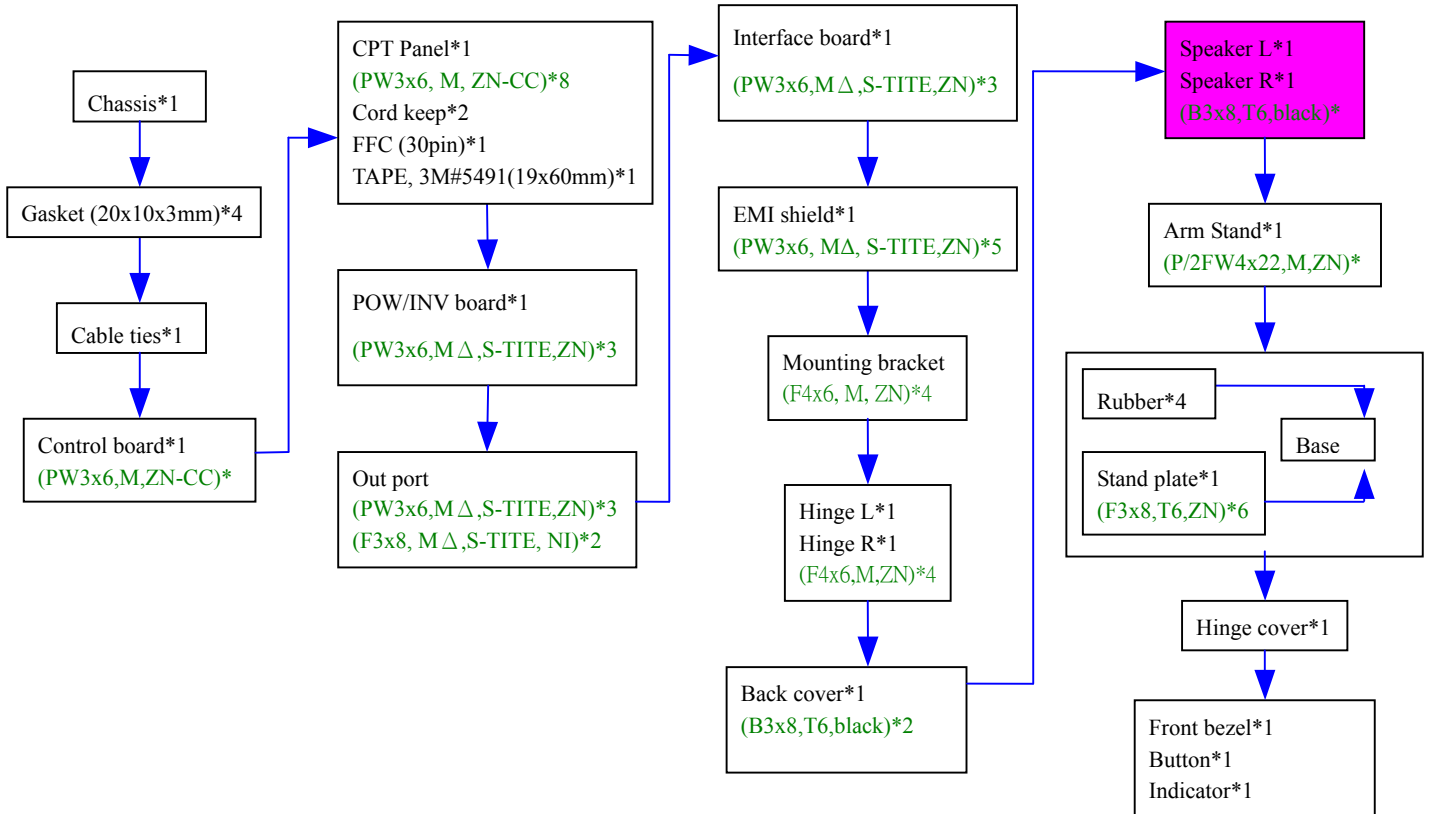 Chassis*1
Gasket (20x10x3mm)*4
Cable ties*1
Control board*1
(PW3x6,M,ZN-CC)*
CPT Panel*1
(PW3x6, M, ZN-CC)*8
Cord keep*2
FFC (30pin)*1
TAPE, 3M#5491(19x60mm)*1
POW/INV board*1
(PW3x6,M△,S-TITE,ZN)*3
Out port
(PW3x6,M△,S-TITE,ZN)*3
(F3x8, M△,S-TITE, NI)*2
Interface board*1
(PW3x6,M△,S-TITE,ZN)*3
EMI shield*1
(PW3x6, MΔ, S-TITE,ZN)*5
Mounting bracket
(F4x6, M, ZN)*4
Hinge L*1
Hinge R*1
(F4x6,M,ZN)*4
Back cover*1
(B3x8,T6,black)*2
Speaker L*1
Speaker R*1
(B3x8,T6,black)*
Arm Stand*1
(P/2FW4x22,M,ZN)*
Rubber*4
Base
Stand plate*1
(F3x8,T6,ZN)*6
Hinge cover*1
Front bezel*1
Button*1
Indicator*1